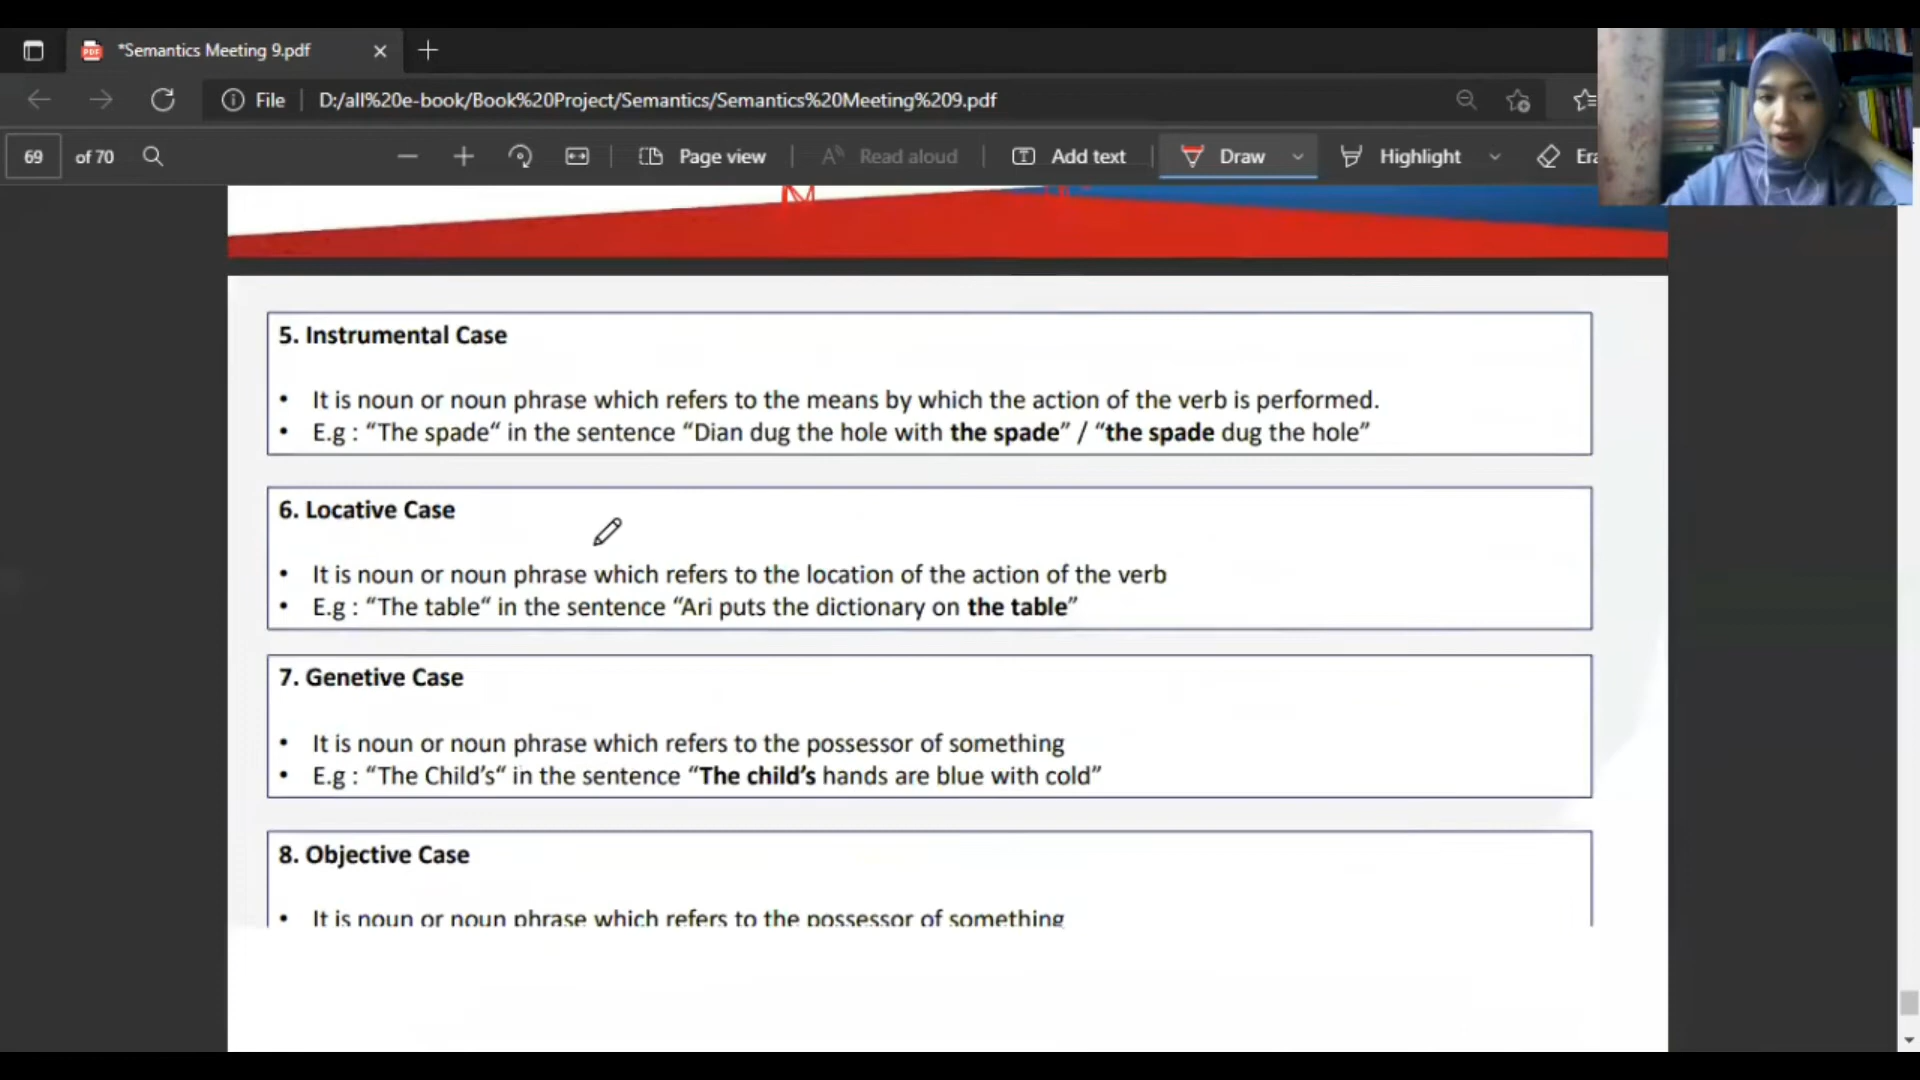 *Semantics Meeting 9.pdf
File
D:/all%20e-book/Book%20Project/Semantics/Semantics%20Meeting%209.pdf
69 of 70
Page view
Read aloud
Add text
Draw
Highlight
Era
5. Instrumental Case
• It is noun or noun phrase which refers to the means by which the action of the verb is performed.
• E.g : “The spade“ in the sentence “Dian dug the hole with the spade” / “the spade dug the hole”
6. Locative Case
• It is noun or noun phrase which refers to the location of the action of the verb
• E.g : “The table“ in the sentence “Ari puts the dictionary on the table”
7. Genetive Case
• It is noun or noun phrase which refers to the possessor of something
• E.g : “The Child’s“ in the sentence “The child’s hands are blue with cold”
8. Objective Case
• It is noun or noun phrase which refers to the possessor of something